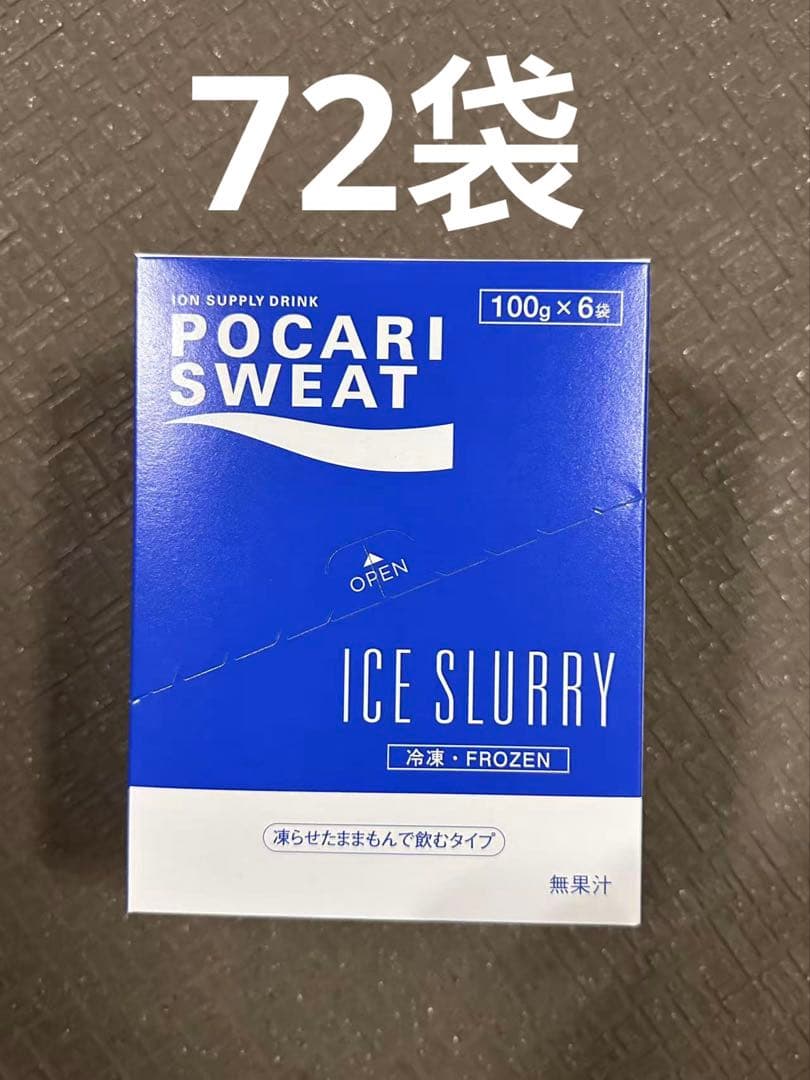 72袋
ION SUPPLY DRINK
100g×6袋
POCARI
SWEAT
OPEN
ICE SLURRY
冷凍・FROZEN
凍らせたままもんで飲むタイプ
無果汁